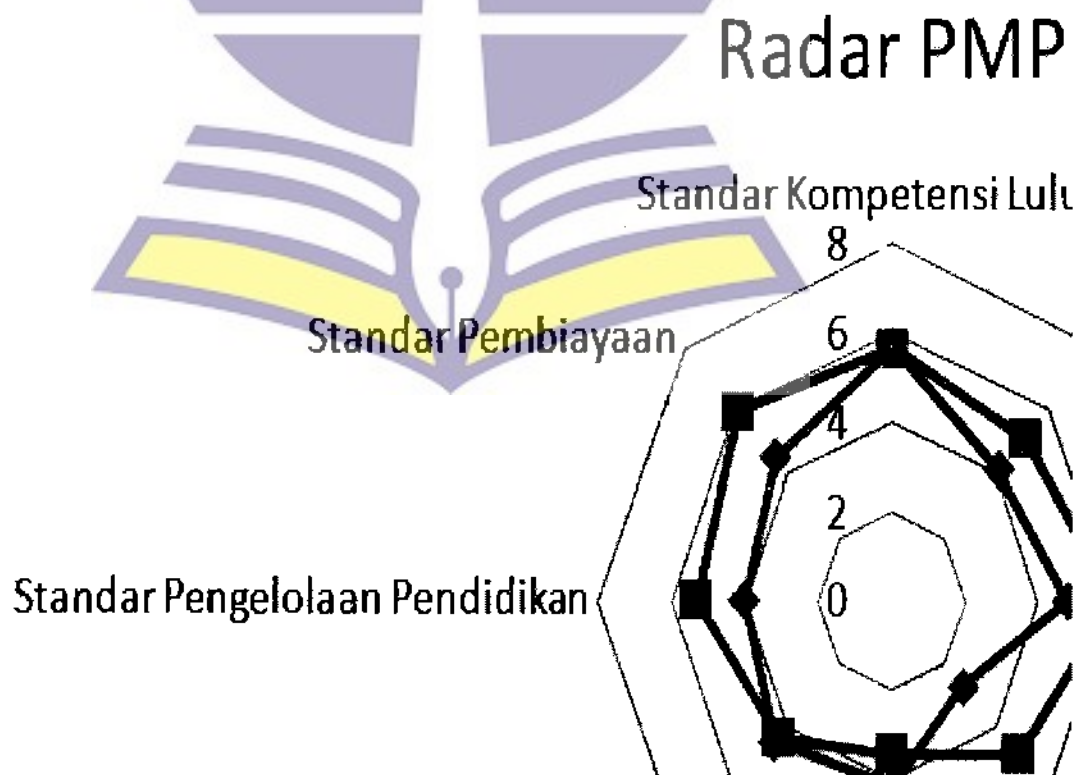 Radar PMP
Standar Kompetensi Lulu
8
Standar Pembiayaan
6
4
2
Standar Pengelolaan Pendidikan
0